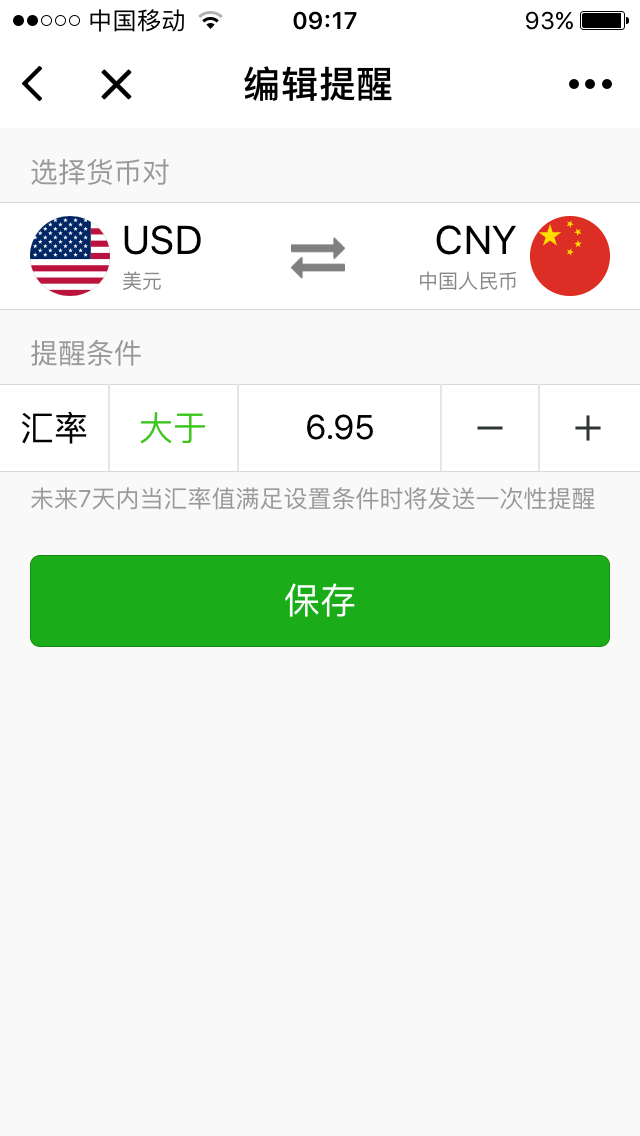 中国移动 09:17 93%
编辑提醒
选择货币对
USD CNY
美元 中国人民币
提醒条件
汇率 大于 6.95 — +
未来7天内当汇率值满足设置条件时将发送一次性提醒
保存